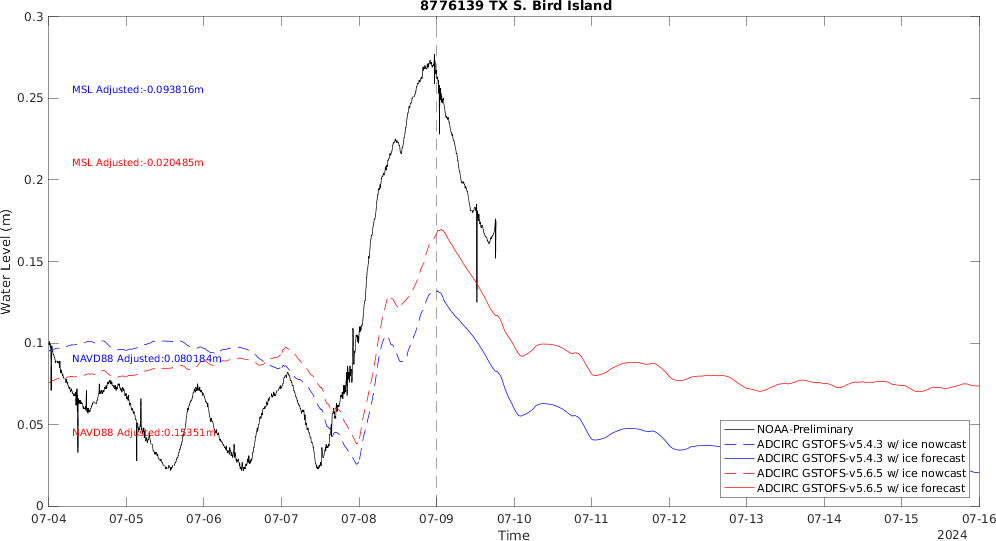 8776139 TX S. Bird Island
0.3
0.25
0.2
0.15
0.1
0.05
0
Water Level (m)
MSL Adjusted:-0.093816m
MSL Adjusted:-0.020485m
NAVD88 Adjusted:0.080184m
NAVD88 Adjusted:0.15351m
NOAA-Preliminary
ADCIRC GSTOFS-v5.4.3 w/ ice nowcast
ADCIRC GSTOFS-v5.4.3 w/ ice forecast
ADCIRC GSTOFS-v5.6.5 w/ ice nowcast
ADCIRC GSTOFS-v5.6.5 w/ ice forecast
07-04 07-05 07-06 07-07 07-08 07-09 07-10 07-11 07-12 07-13 07-14 07-15 07-16
Time
2024